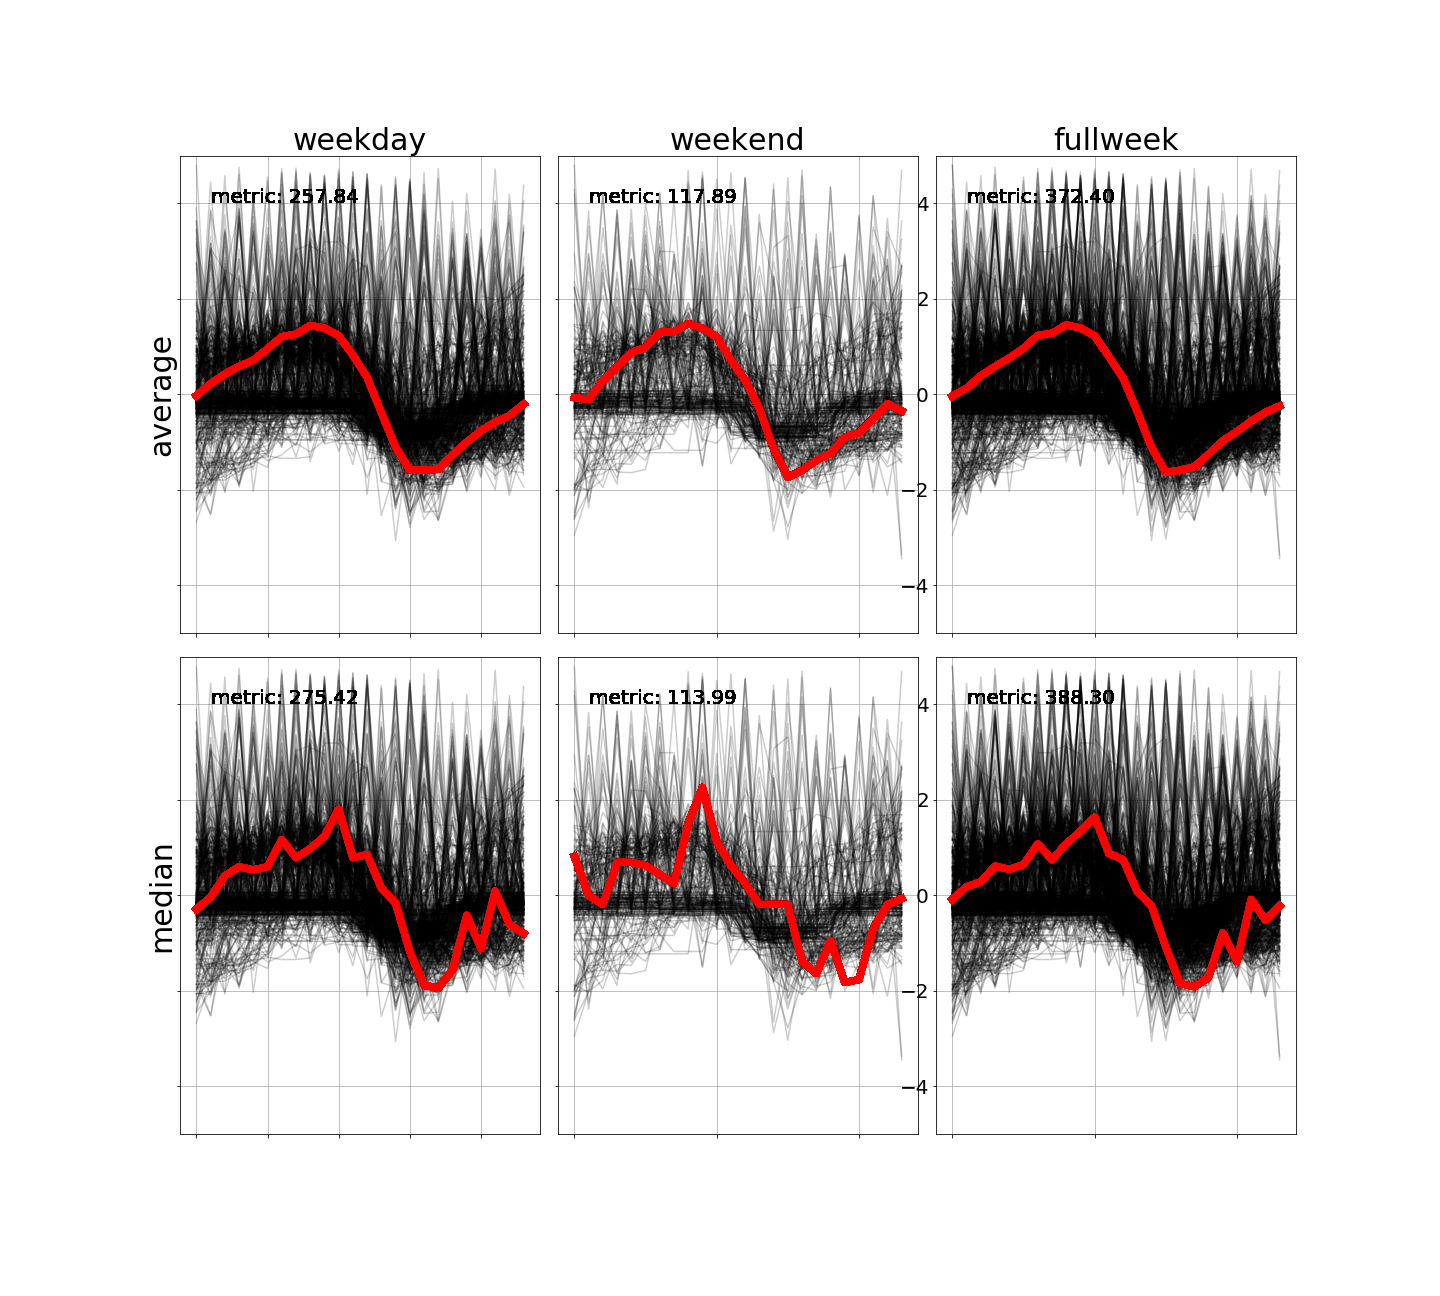 weekday weekend fullweek
metric: 257.84 metric: 117.89 metric: 372.40
4
2
average
0
−2
−4
metric: 275.42 metric: 113.99 metric: 388.30
4
2
median
0
−2
−4